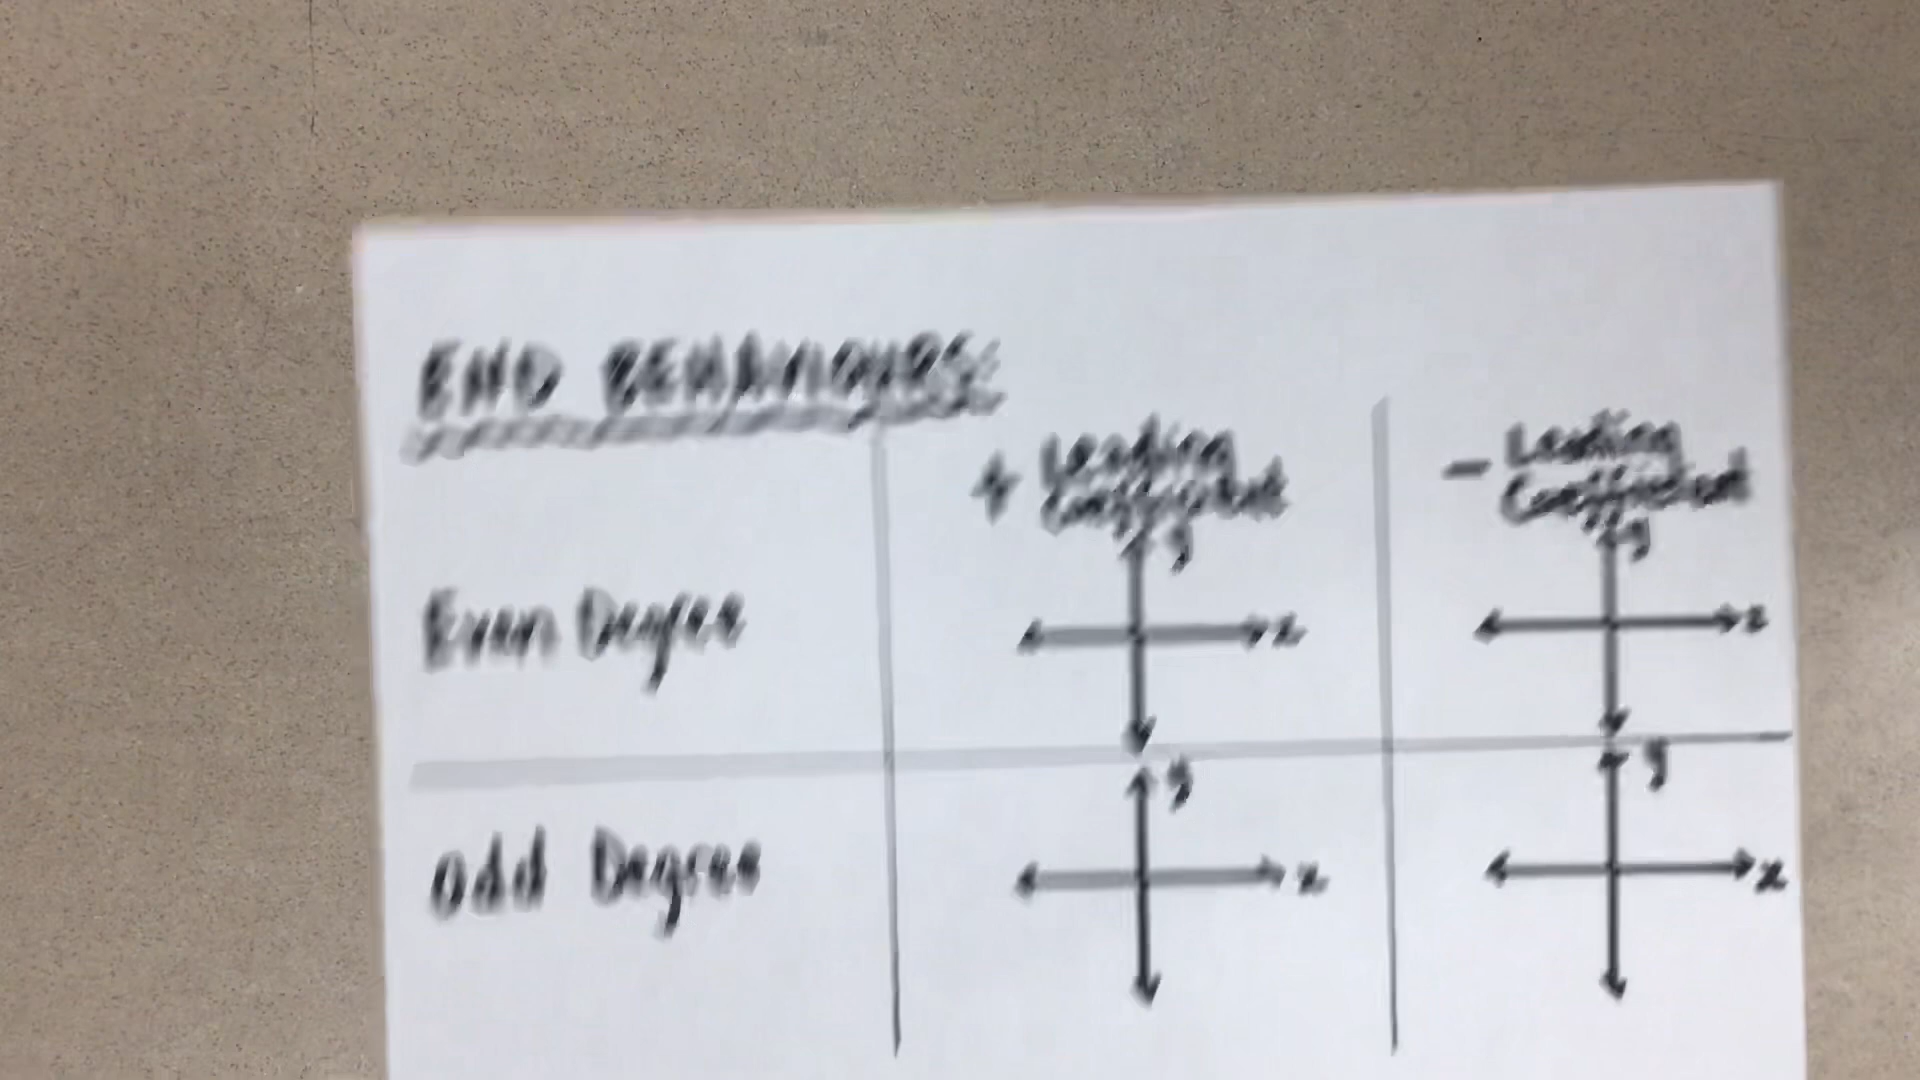 END BEHAVIOURS:
+ Leading
Coefficient
- Leading
Coefficient
y
y
Even Degree
x
x
y
y
Odd Degree
x
x